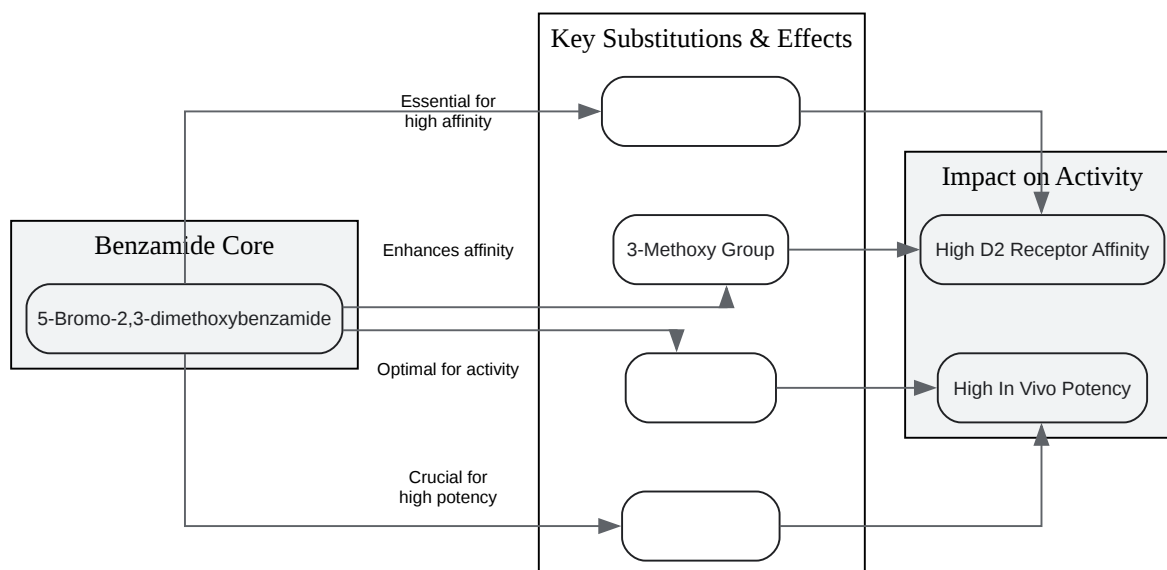 Key Substitutions & Effects
Essential for
high affinity
Impact on Activity
Benzamide Core
Enhances affinity
3-Methoxy Group
High D2 Receptor Affinity
5-Bromo-2,3-dimethoxybenzamide
Optimal for activity
High In Vivo Potency
Crucial for
high potency